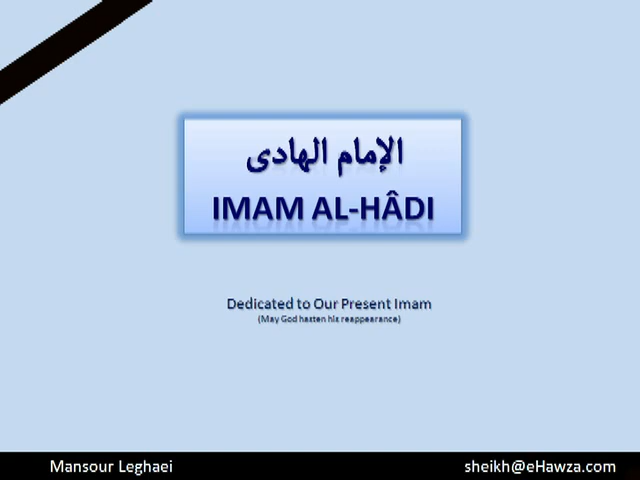 الإمام الهادى
IMAM AL-HÂDI
Dedicated to Our Present Imam
(May God hasten his reappearance)
Mansour Leghaei
sheikh@eHawza.com